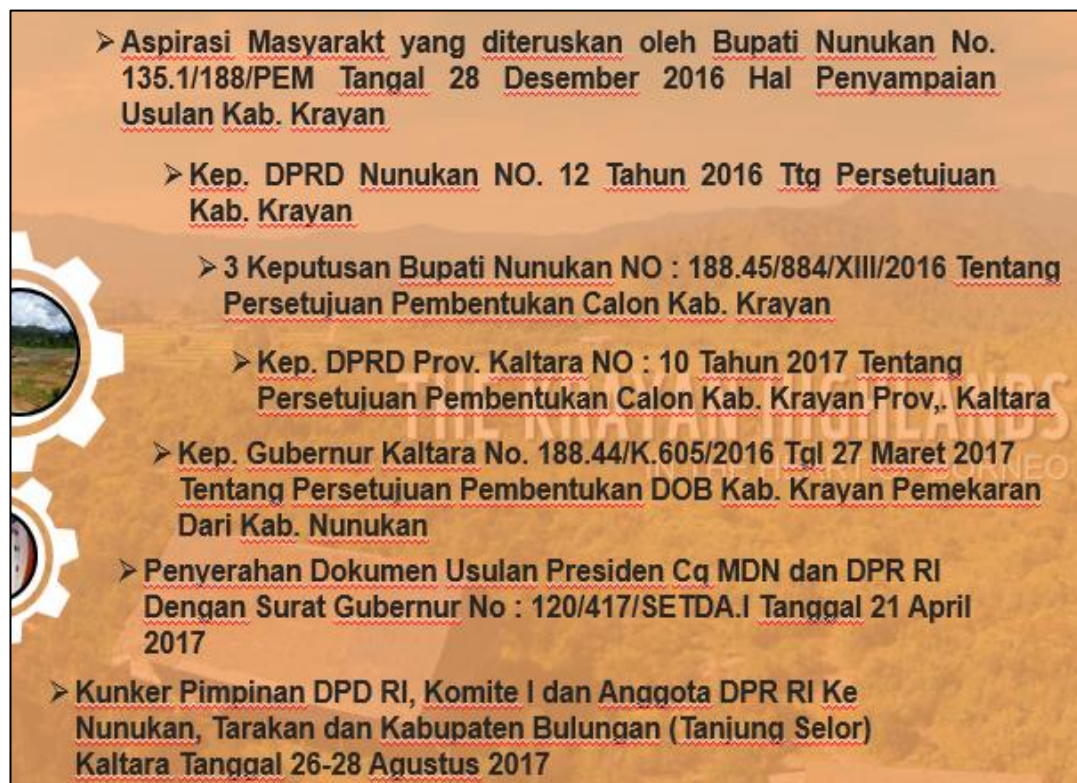 ➢ Aspirasi Masyarakt yang diteruskan oleh Bupati Nunukan No.
135.1/188/PEM Tangal 28 Desember 2016 Hal Penyampaian
Usulan Kab. Krayan
➢ Kep. DPRD Nunukan NO. 12 Tahun 2016 Ttg Persetujuan
Kab. Krayan
➢ 3 Keputusan Bupati Nunukan NO : 188.45/884/XIII/2016 Tentang
Persetujuan Pembentukan Calon Kab. Krayan
➢ Kep. DPRD Prov. Kaltara NO : 10 Tahun 2017 Tentang
Persetujuan Pembentukan Calon Kab. Krayan Prov,. Kaltara
THE KRAYAN HIGHLANDS
IN THE HEART OF BORNEO
➢ Kep. Gubernur Kaltara No. 188.44/K.605/2016 Tgl 27 Maret 2017
Tentang Persetujuan Pembentukan DOB Kab. Krayan Pemekaran
Dari Kab. Nunukan
➢ Penyerahan Dokumen Usulan Presiden Cq MDN dan DPR RI
Dengan Surat Gubernur No : 120/417/SETDA.I Tanggal 21 April
2017
➢ Kunker Pimpinan DPD RI, Komite I dan Anggota DPR RI Ke
Nunukan, Tarakan dan Kabupaten Bulungan (Tanjung Selor)
Kaltara Tanggal 26-28 Agustus 2017